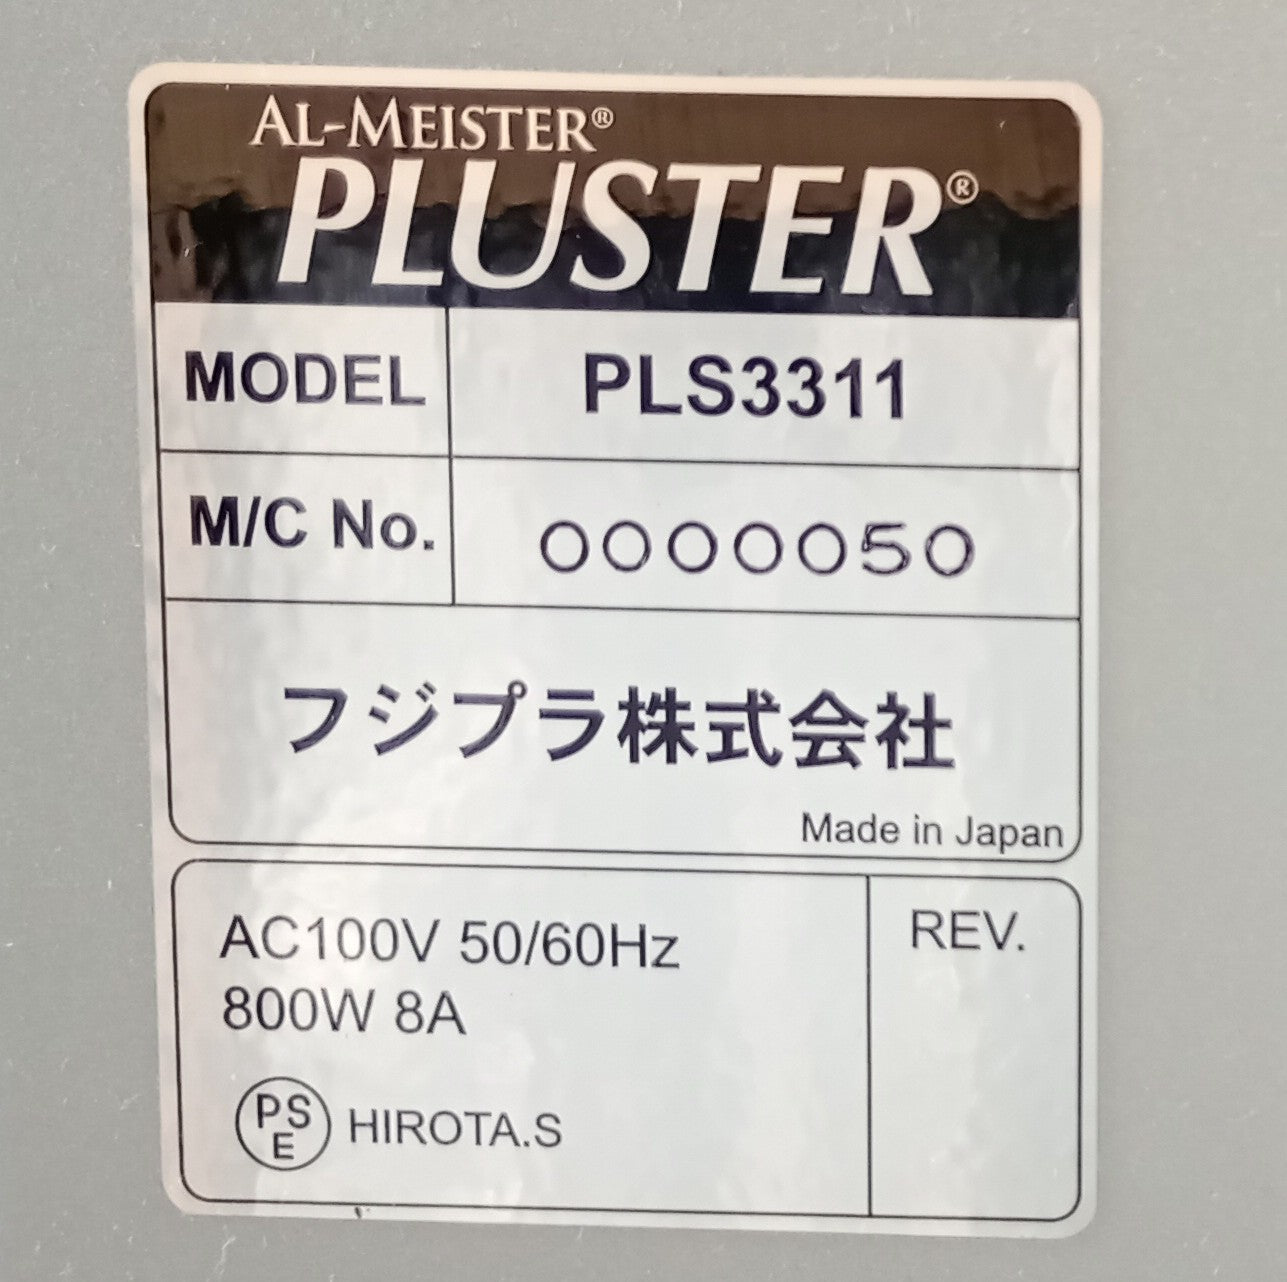 AL-MEISTER®
PLUSTER®
MODEL PLS3311
M/C No. 0000050
フジプラ株式会社
Made in Japan
AC100V 50/60Hz
REV.
800W 8A
PSE HIROTA.S